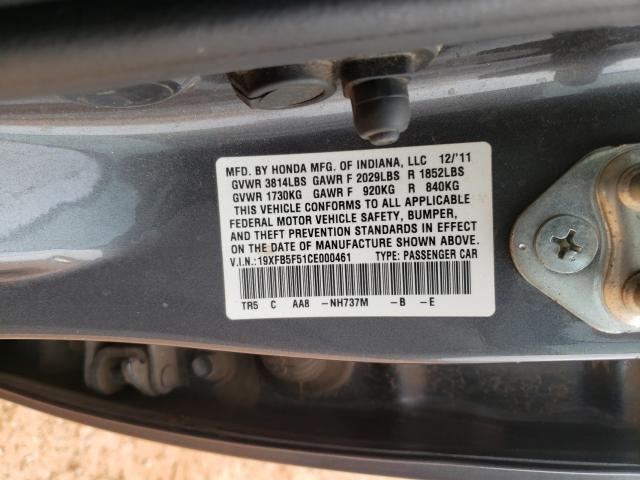 MFD. BY HONDA MFG. OF INDIANA, LLC 12/'11
GVWR 3814LBS GAWR F 2029LBS R 1852LBS
GVWR 1730KG GAWR F 920KG R 840KG
THIS VEHICLE CONFORMS TO ALL APPLICABLE
FEDERAL MOTOR VEHICLE SAFETY, BUMPER,
AND THEFT PREVENTION STANDARDS IN EFFECT
ON THE DATE OF MANUFACTURE SHOWN ABOVE.
V.I.N.: 19XFB5F51CE000461 TYPE: PASSENGER CAR
TR5 C AA8 -NH737M -B -E